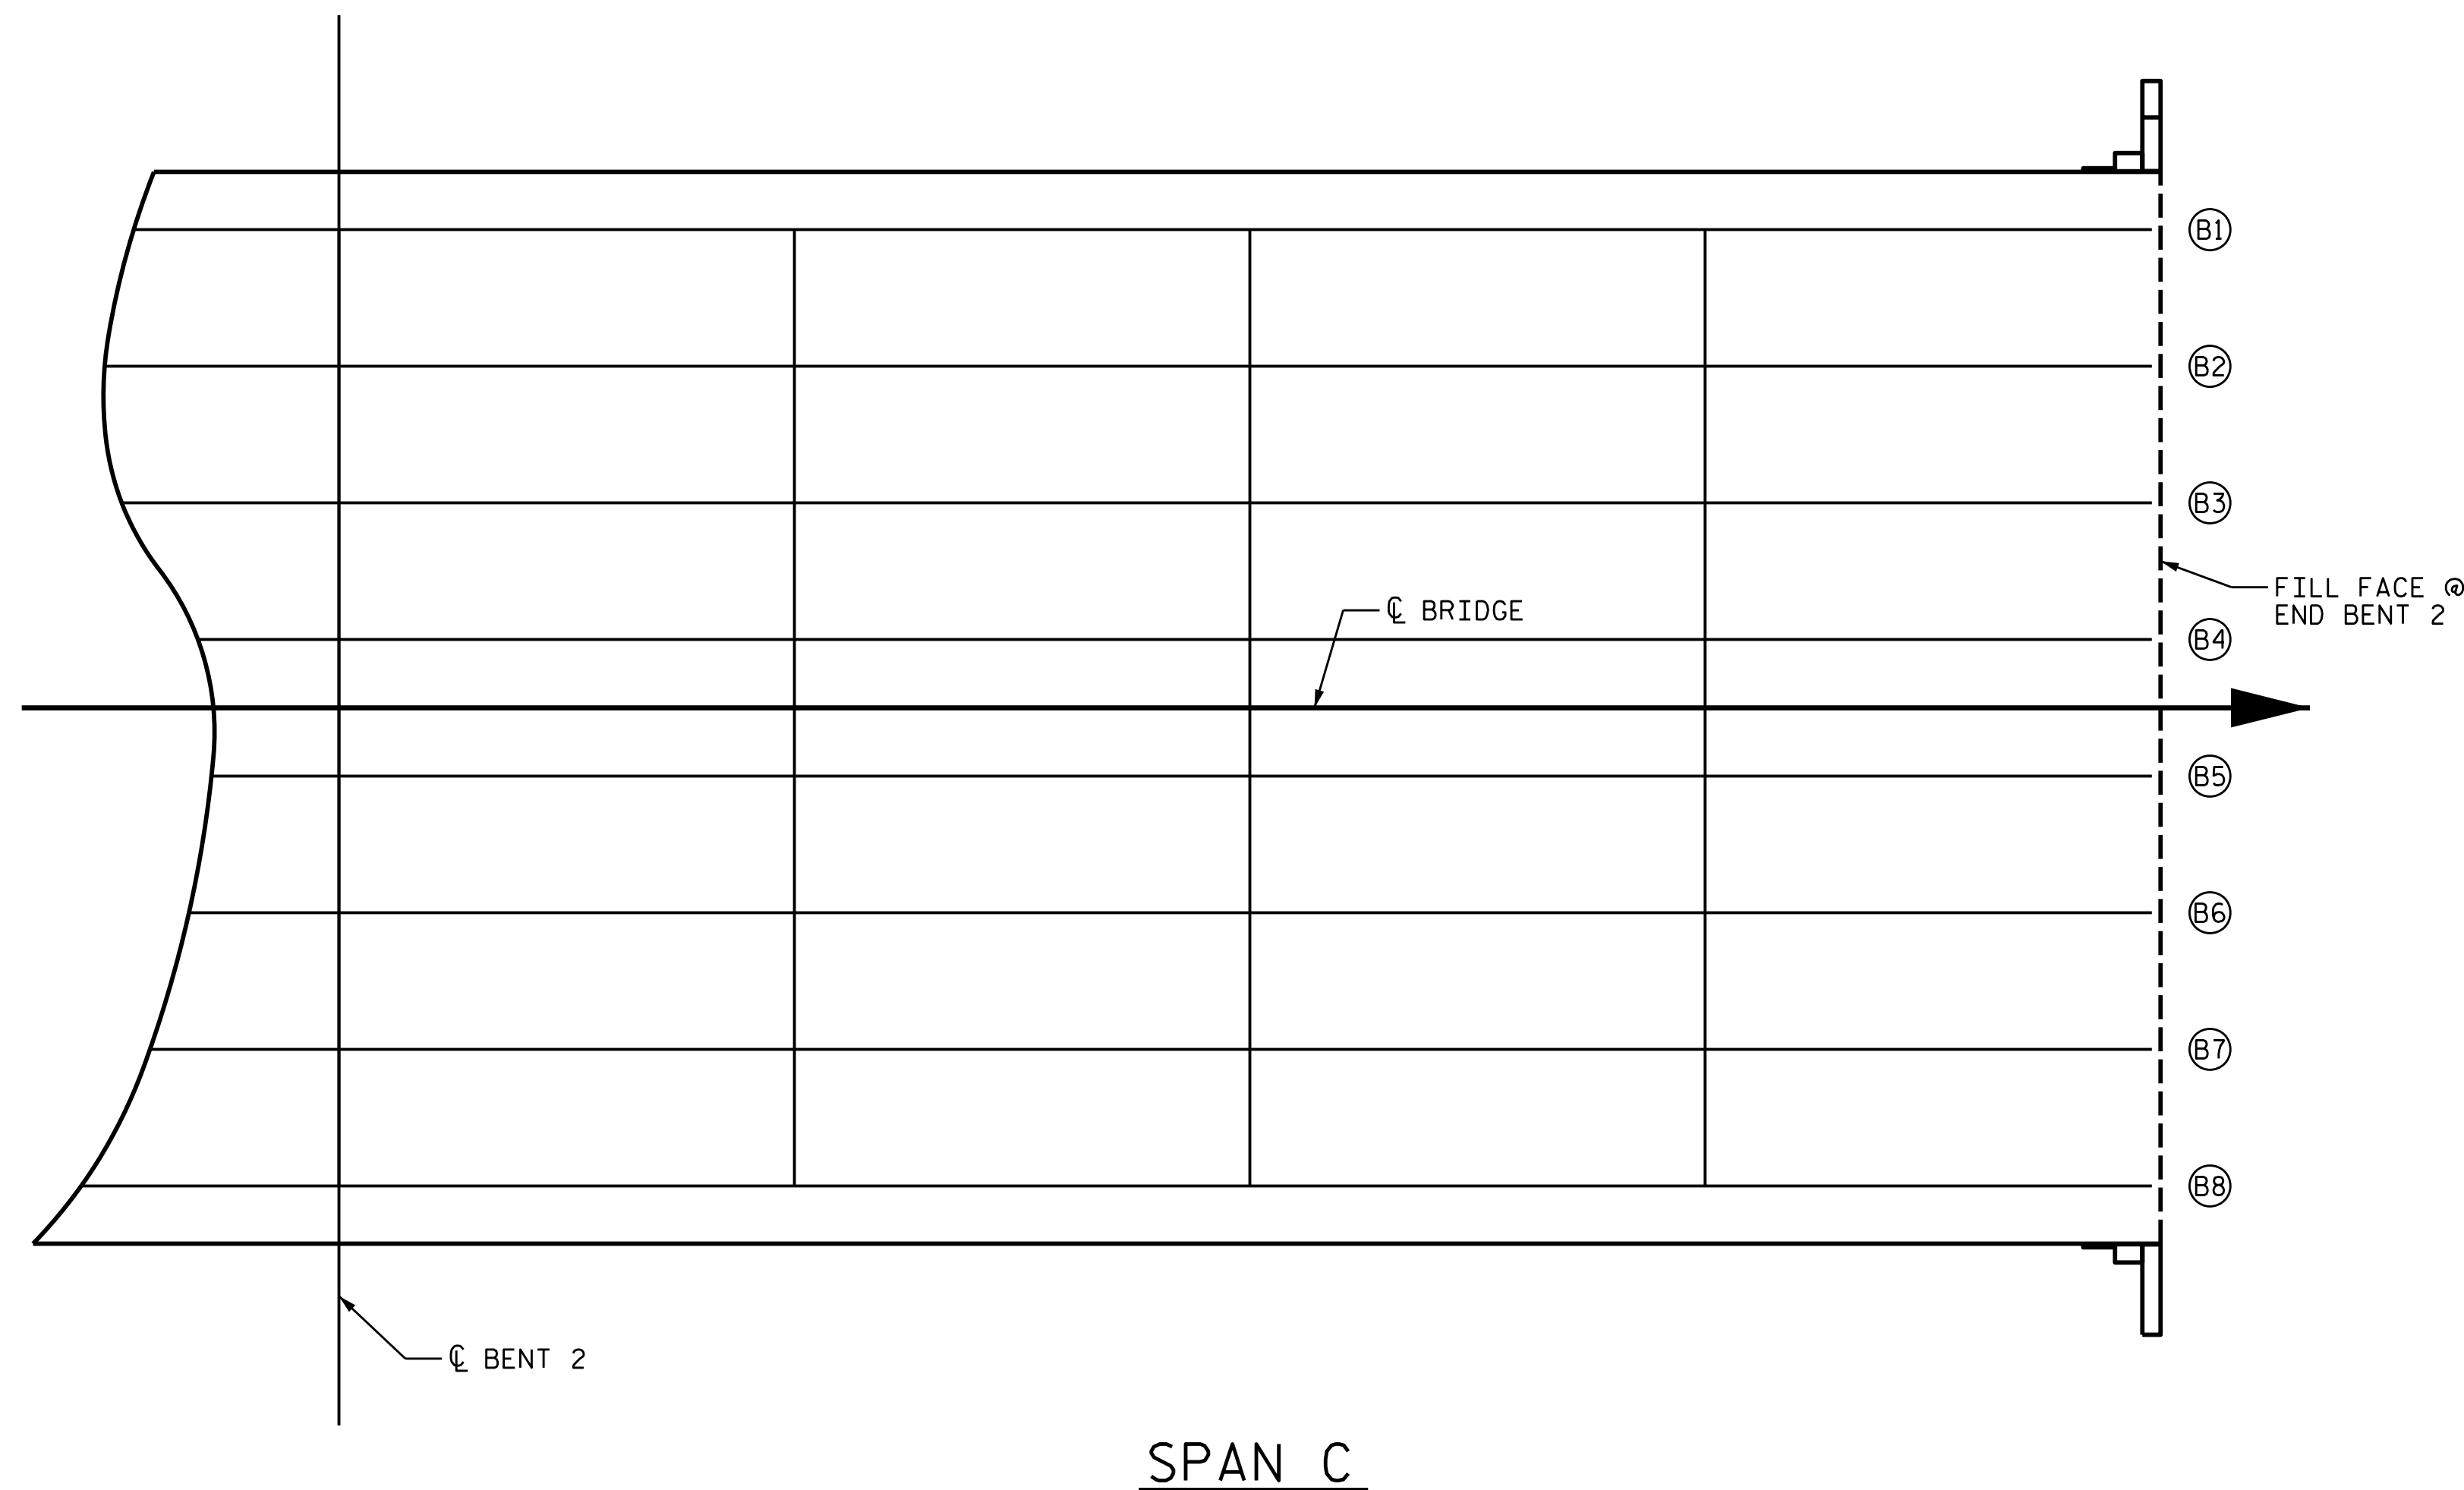 B1
B2
B3
FILL FACE @
END BENT 2
℄ BRIDGE
B4
B5
B6
B7
B8
℄ BENT 2
SPAN C